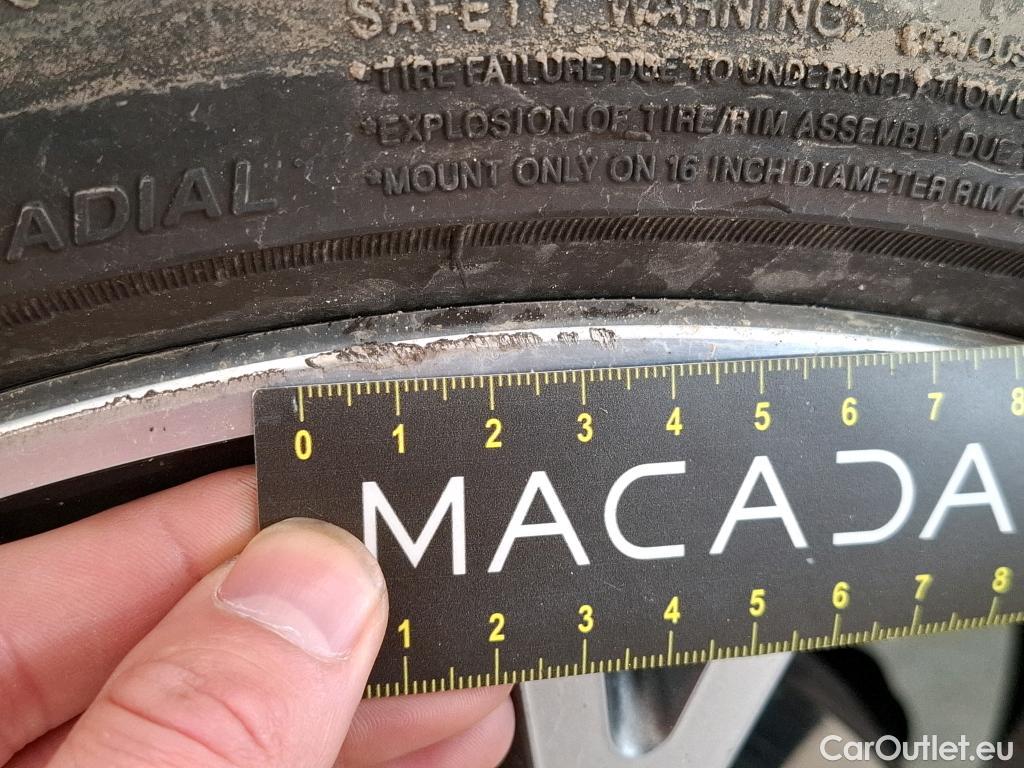 SAFETY WARNING
*TIRE FAILURE DUE TO UNDERINFLATION/
*EXPLOSION OF TIRE/RIM ASSEMBLY DUE
*MOUNT ONLY ON 16 INCH DIAMETER RIM A
ADIAL
0 1 2 3 4 5 6 7 8
MACADA
1 2 3 4 5 6 7 8
CarOutlet.eu